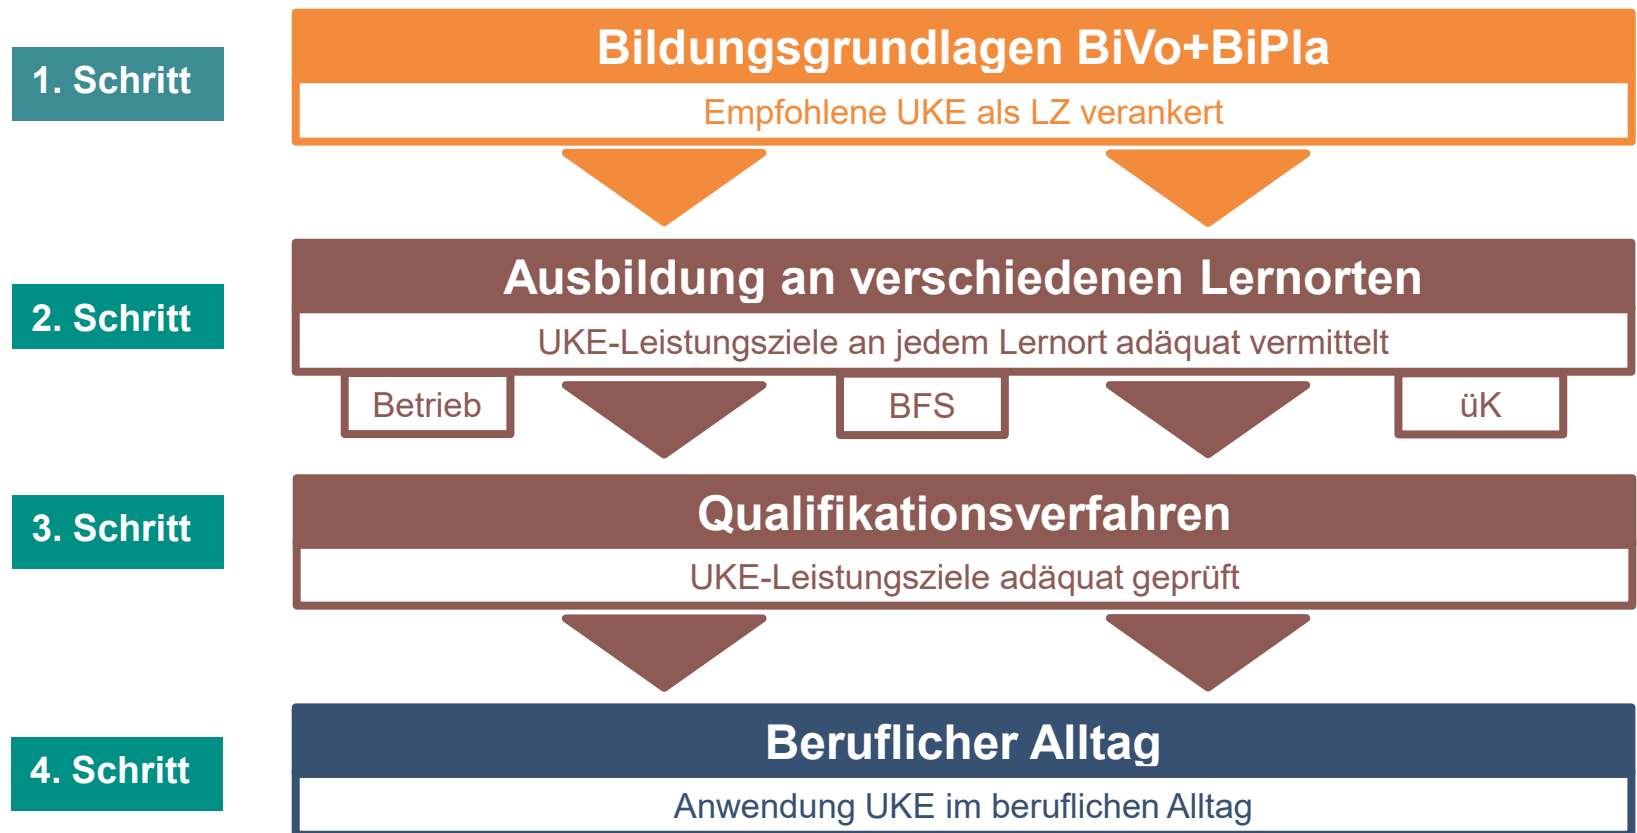 1. Schritt
Bildungsgrundlagen BiVo+BiPla
Empfohlene UKE als LZ verankert
2. Schritt
Ausbildung an verschiedenen Lernorten
UKE-Leistungsziele an jedem Lernort adäquat vermittelt
Betrieb
BFS
üK
3. Schritt
Qualifikationsverfahren
UKE-Leistungsziele adäquat geprüft
4. Schritt
Beruflicher Alltag
Anwendung UKE im beruflichen Alltag